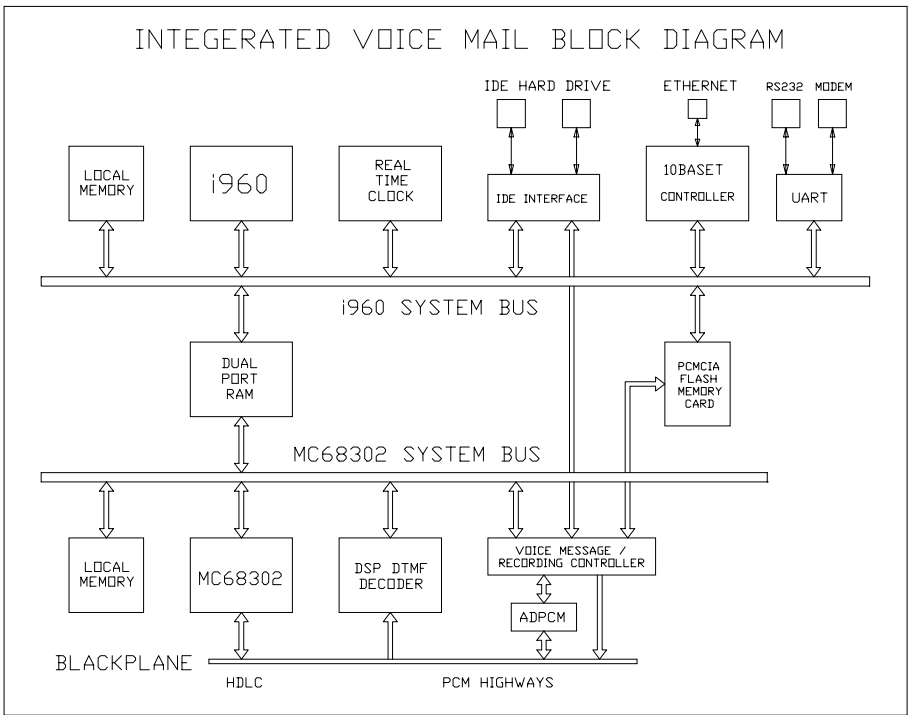 INTEGERATED VOICE MAIL BLOCK DIAGRAM
IDE HARD DRIVE
ETHERNET
RS232 MODEM
LOCAL
MEMORY
i960
REAL
TIME
CLOCK
IDE INTERFACE
10BASET
CONTROLLER
UART
i960 SYSTEM BUS
DUAL
PORT
RAM
PCMCIA
FLASH
MEMORY
CARD
MC68302 SYSTEM BUS
LOCAL
MEMORY
MC68302
DSP DTMF
DECODER
VOICE MESSAGE /
RECORDING CONTROLLER
ADPCM
BLACKPLANE
HDLC
PCM HIGHWAYS